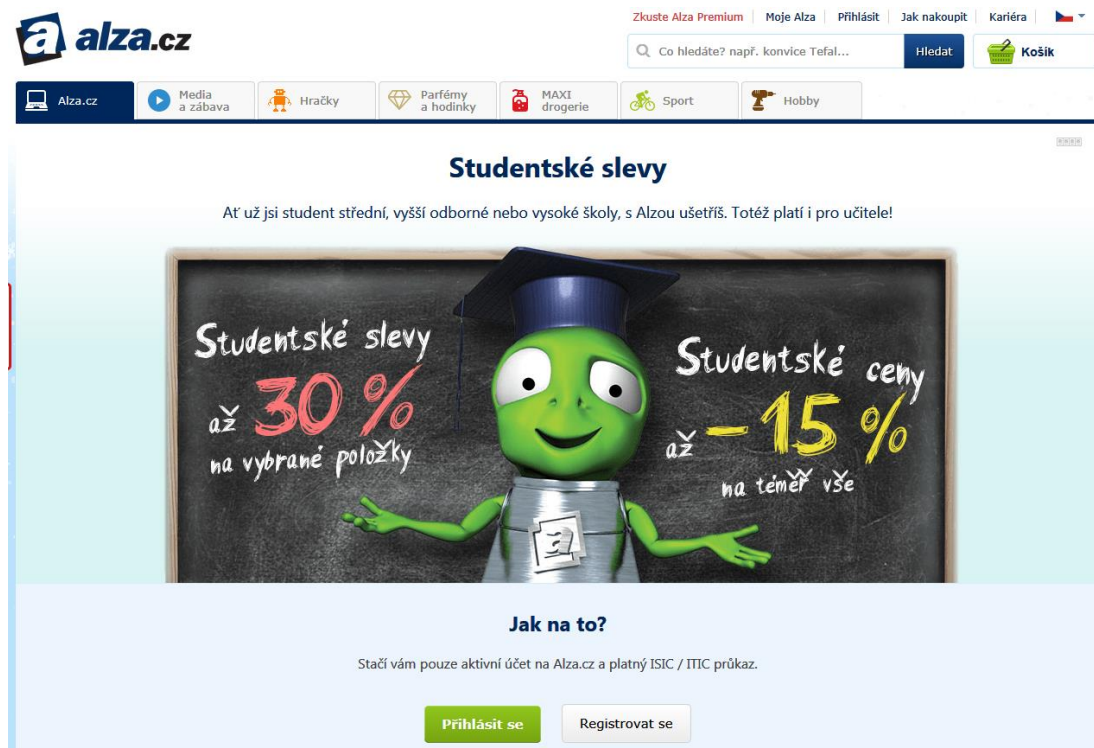 alza.cz
Zkuste Alza Premium Moje Alza Přihlásit Jak nakoupit Kariéra
Co hledáte? např. konvice Tefal... Hledat Košík
Alza.cz
Media
a zábava
Hračky
Parfémy
a hodinky
MAXI
drogerie
Sport
Hobby
Studentské slevy
Ať už jsi student střední, vyšší odborné nebo vysoké školy, s Alzou ušetříš. Totéž platí i pro učitele!
Studentské slevy
až 30 %
na vybrané položky
Studentské ceny
až -15 %
na téměř vše
Jak na to?
Stačí vám pouze aktivní účet na Alza.cz a platný ISIC / ITIC průkaz.
Přihlásit se Registrovat se